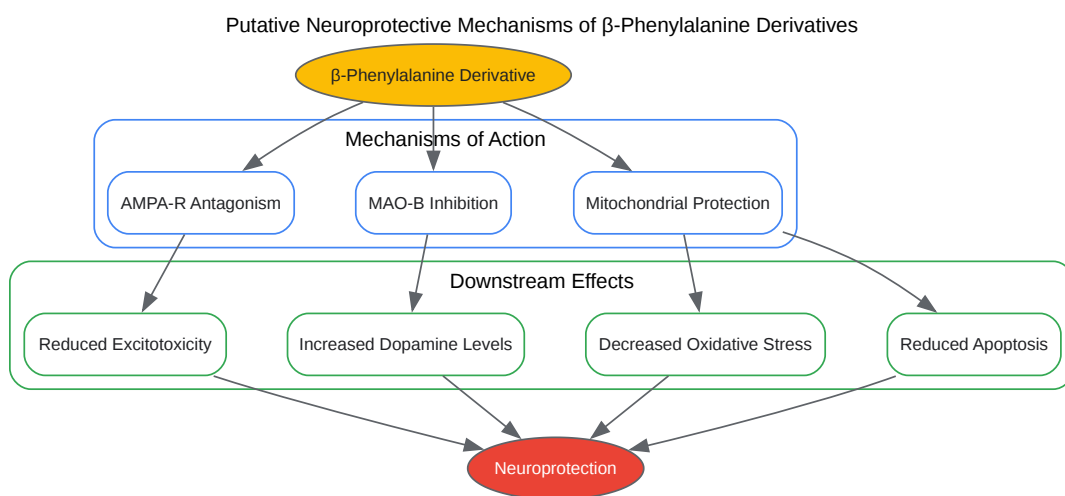 Putative Neuroprotective Mechanisms of β-Phenylalanine Derivatives
β-Phenylalanine Derivative
Mechanisms of Action
AMPA-R Antagonism
MAO-B Inhibition
Mitochondrial Protection
Downstream Effects
Reduced Excitotoxicity
Increased Dopamine Levels
Decreased Oxidative Stress
Reduced Apoptosis
Neuroprotection